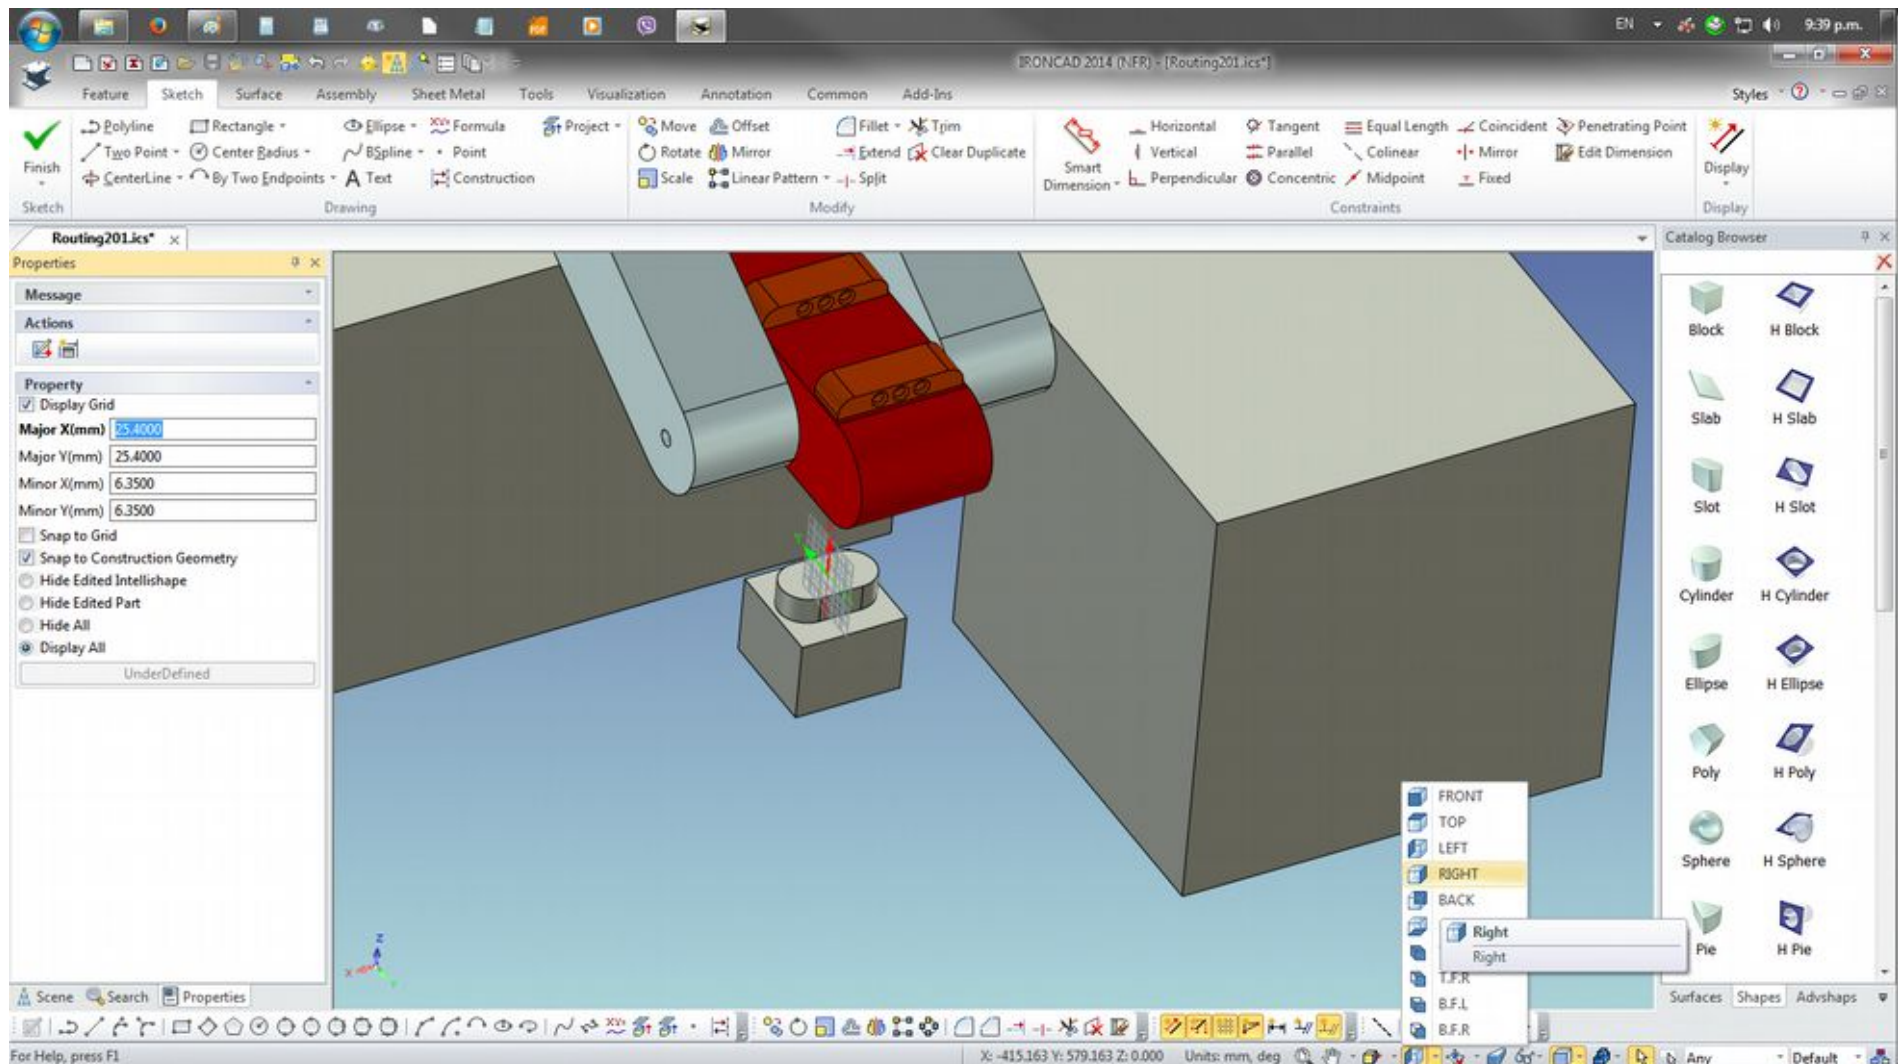 EN 9:39 p.m.
IRONCAD 2014 (NFR) - [Routing201.ics*]
Feature Sketch Surface Assembly Sheet Metal Tools Visualization Annotation Common Add-Ins Styles
Polyline Rectangle Ellipse Formula Project Move Offset Fillet Trim Horizontal Tangent Equal Length Coincident Penetrating Point
Two Point Center Radius BSpline Point Rotate Mirror Extend Clear Duplicate Vertical Parallel Colinear Mirror Edit Dimension
Finish Smart Dimension Display
CenterLine By Two Endpoints Text Construction Scale Linear Pattern Split Perpendicular Concentric Midpoint Fixed
Sketch Drawing Modify Constraints Display
Routing201.ics*
Catalog Browser
Properties
Message
Actions
Property
Display Grid
Major X(mm) 25.4000
Major Y(mm) 25.4000
Minor X(mm) 6.3500
Minor Y(mm) 6.3500
Snap to Grid
Snap to Construction Geometry
Hide Edited Intellishape
Hide Edited Part
Hide All
Display All
UnderDefined
Block H Block
Slab H Slab
Slot H Slot
Cylinder H Cylinder
Ellipse H Ellipse
Poly H Poly
Sphere H Sphere
Pie H Pie
FRONT
TOP
LEFT
RIGHT
BACK
Right
Right
T.F.R
B.F.L
B.F.R
Z
X
Y
Scene Search Properties
Surfaces Shapes Advshaps
For Help, press F1
X: -415.163 Y: 579.163 Z: 0.000 Units: mm, deg Any Default